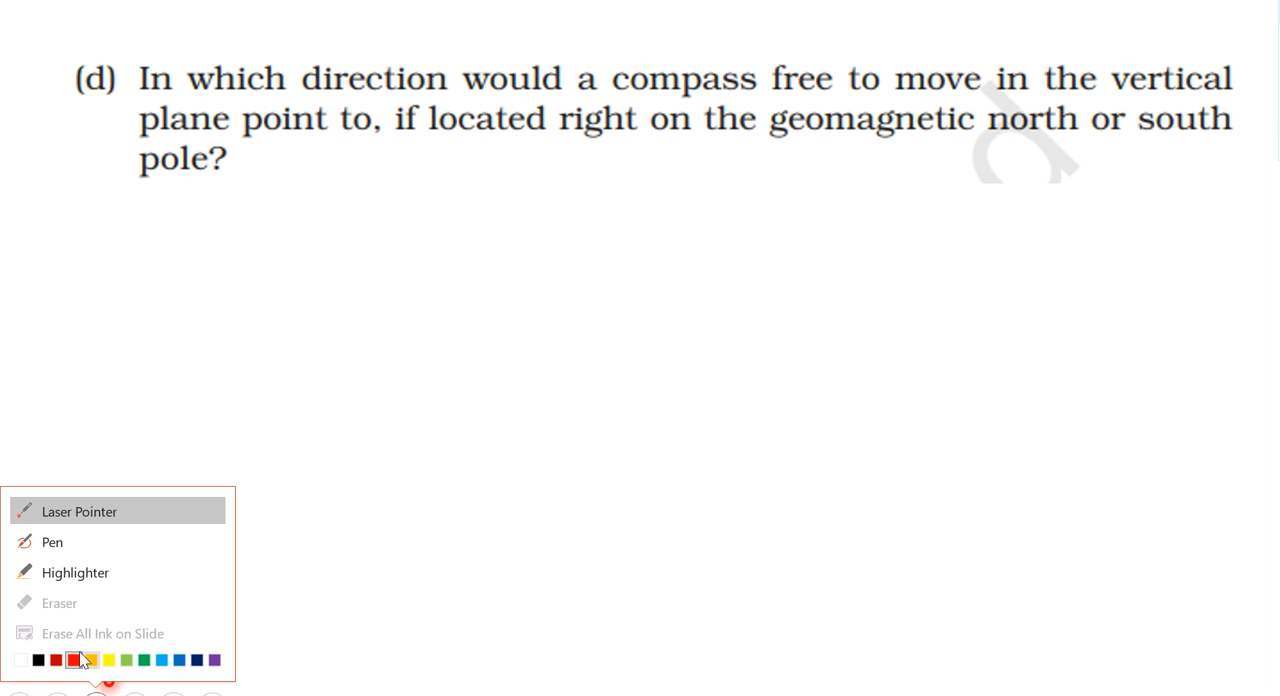 (d) In which direction would a compass free to move in the vertical
plane point to, if located right on the geomagnetic north or south
pole?
Laser Pointer
Pen
Highlighter
Eraser
Erase All Ink on Slide